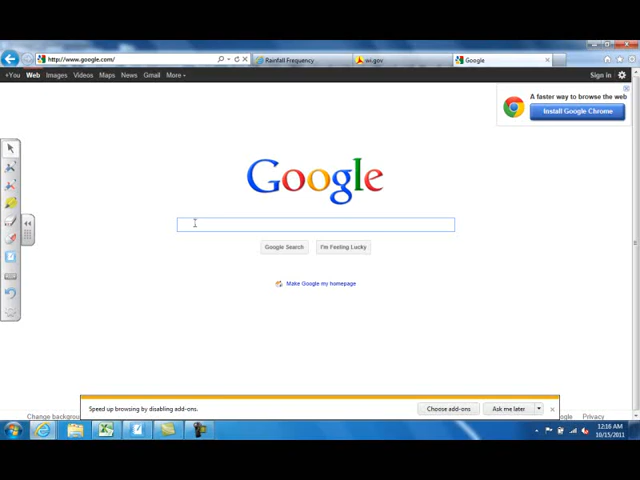 http://www.google.com/
Rainfall Frequency
wi.gov
Google
+You Web Images Videos Maps News Gmail More
Sign in
A faster way to browse the web
Install Google Chrome
Google
Google Search
I'm Feeling Lucky
Make Google my homepage
Speed up browsing by disabling add-ons.
Choose add-ons
Ask me later
Change backgrou
ogle
Privacy
12:16 AM
10/15/2011